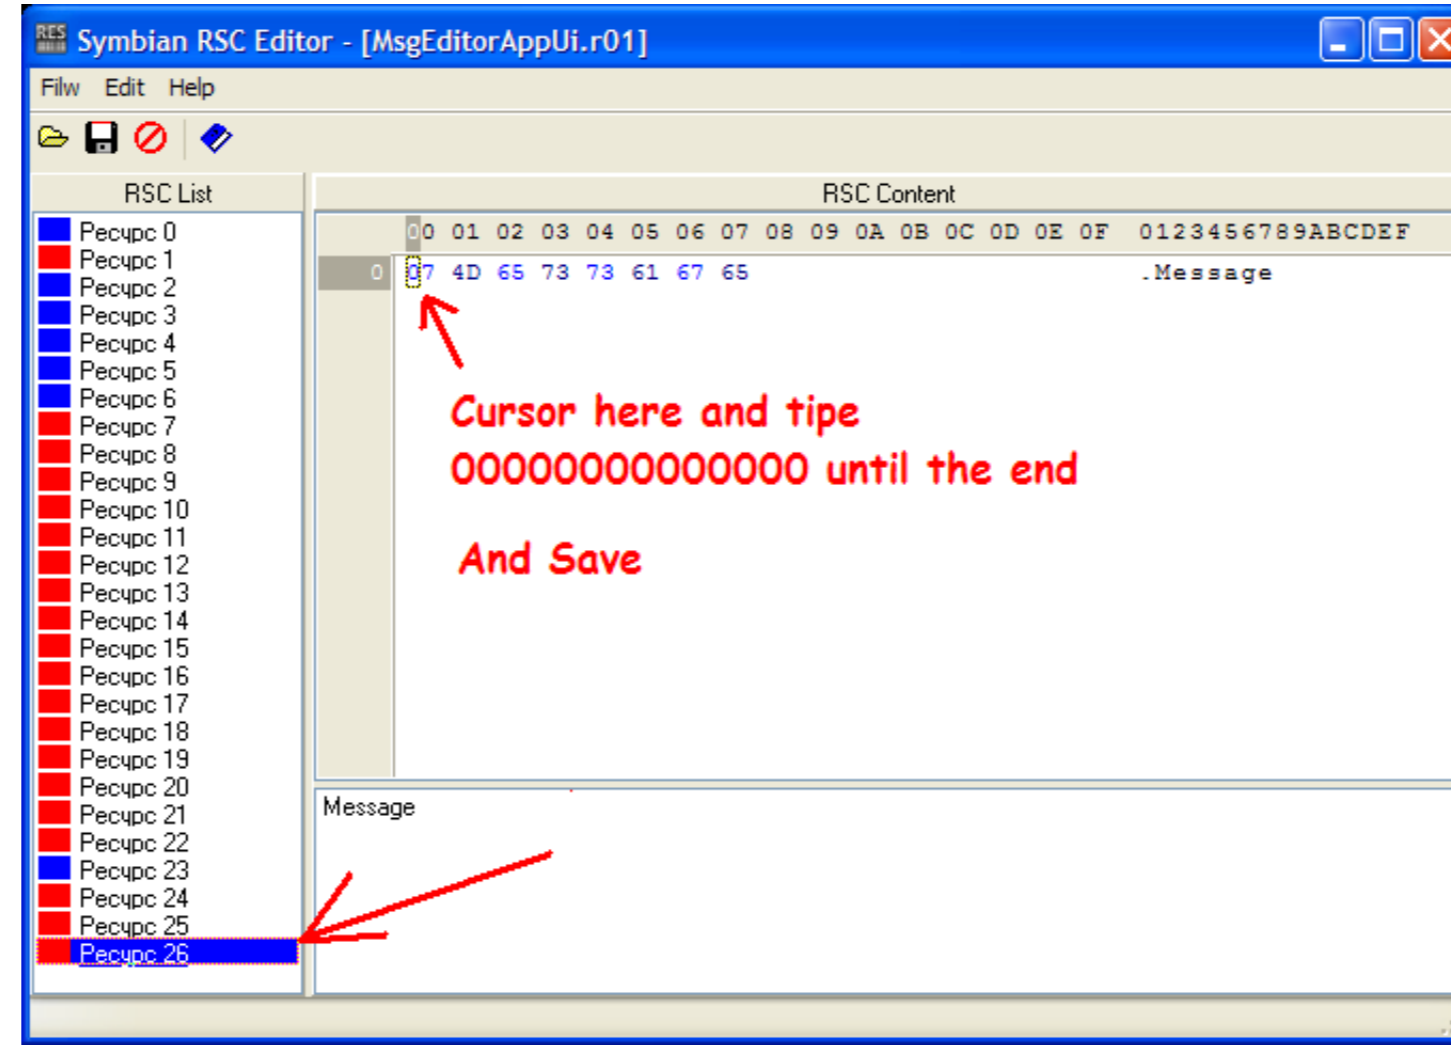 RES
Symbian RSC Editor - [MsgEditorAppUi.r01]
Filw Edit Help
RSC List
RSC Content
Ресурс 0
Ресурс 1
Ресурс 2
Ресурс 3
Ресурс 4
Ресурс 5
Ресурс 6
Ресурс 7
Ресурс 8
Ресурс 9
Ресурс 10
Ресурс 11
Ресурс 12
Ресурс 13
Ресурс 14
Ресурс 15
Ресурс 16
Ресурс 17
Ресурс 18
Ресурс 19
Ресурс 20
Ресурс 21
Ресурс 22
Ресурс 23
Ресурс 24
Ресурс 25
Ресурс 26
00 01 02 03 04 05 06 07 08 09 0A 0B 0C 0D 0E 0F 0123456789ABCDEF
0 07 4D 65 73 73 61 67 65 .Message
Cursor here and tipe
00000000000000 until the end
And Save
Message